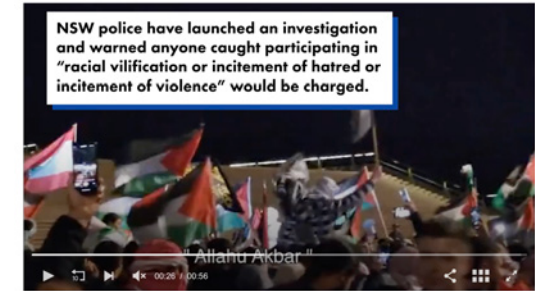 NSW police have launched an investigation
and warned anyone caught participating in
“racial vilification or incitement of hatred or
incitement of violence” would be charged.
" Allahu Akbar "
10
00:26 / 00:56